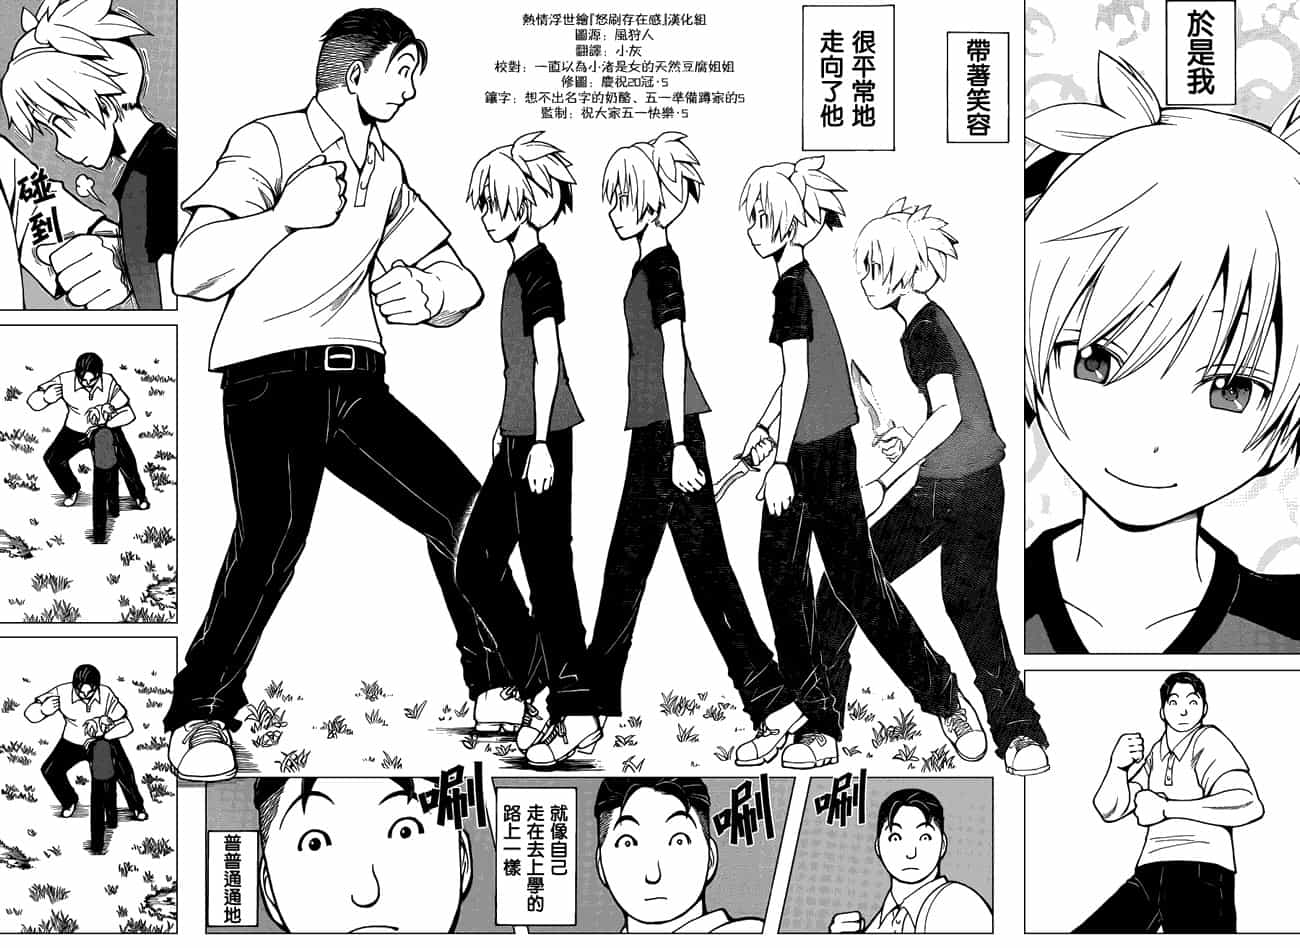 於是我
帶著笑容
很平常地
走向了他
熱情浮世繪『怒刷存在感』漢化組
圖源：風狩人
翻譯：小灰
校對：一直以為小渚是女的天然豆腐姐姐
修圖：慶祝20冠·S
鑲字：想不出名字的奶酪、五一準備蹲家的S
監制：祝大家五一快樂·S
唰
唰
就像自己
走在去上學的
路上一樣
唰
普普通通地
碰到